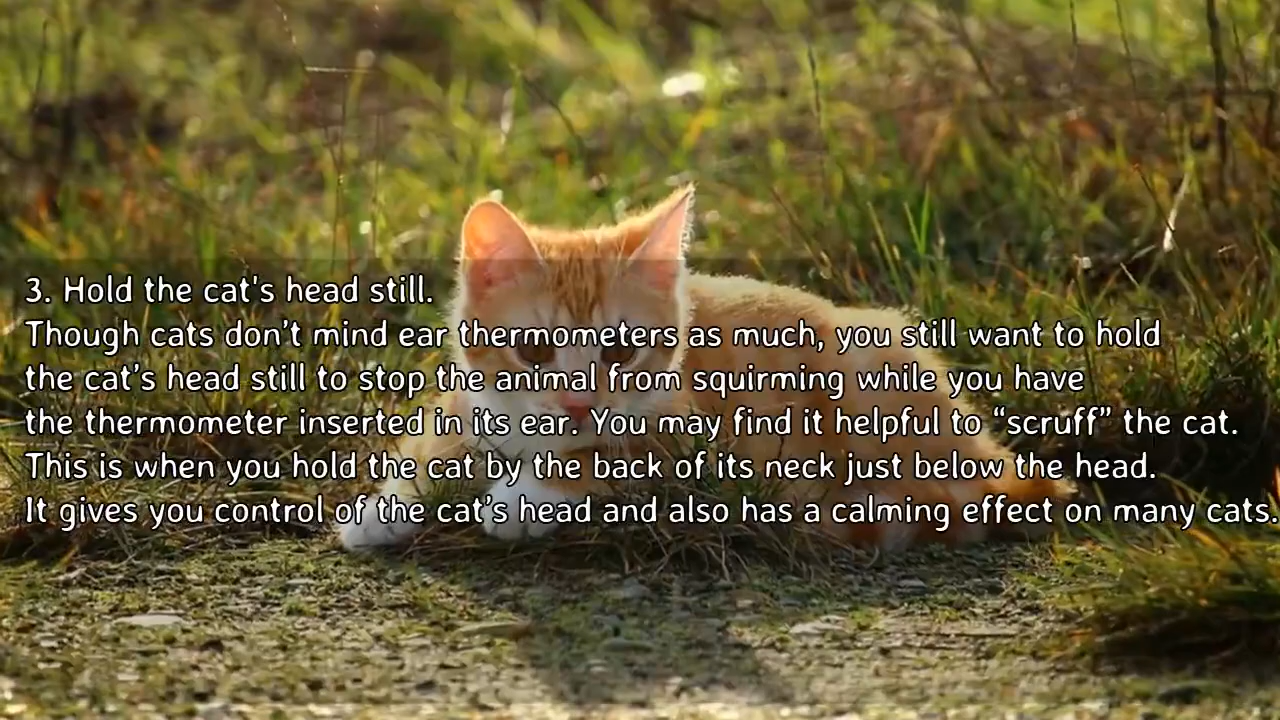 3. Hold the cat's head still.
Though cats don’t mind ear thermometers as much, you still want to hold
the cat’s head still to stop the animal from squirming while you have
the thermometer inserted in its ear. You may find it helpful to “scruff” the cat.
This is when you hold the cat by the back of its neck just below the head.
It gives you control of the cat’s head and also has a calming effect on many cats.